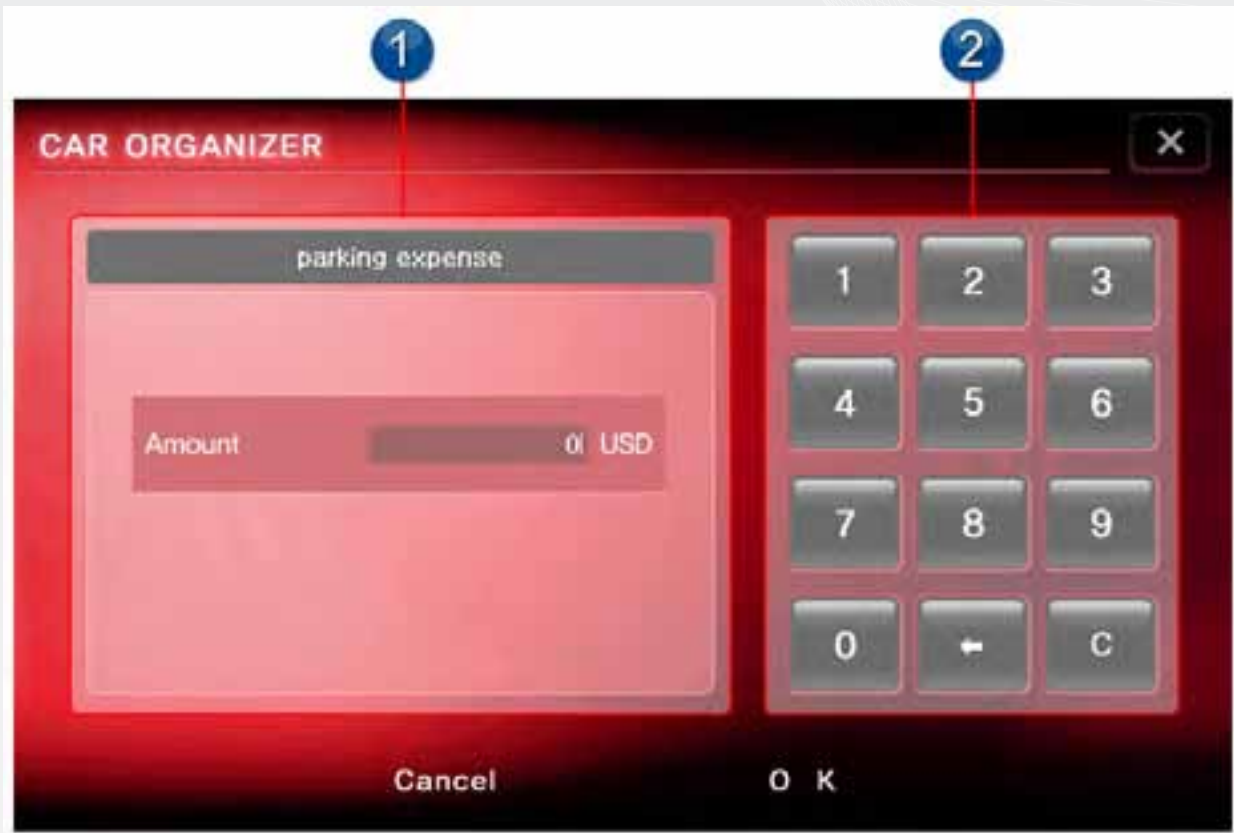 1
2
CAR ORGANIZER
×
parking expense
Amount 0 USD
1 2 3
4 5 6
7 8 9
0 ← C
Cancel
O K